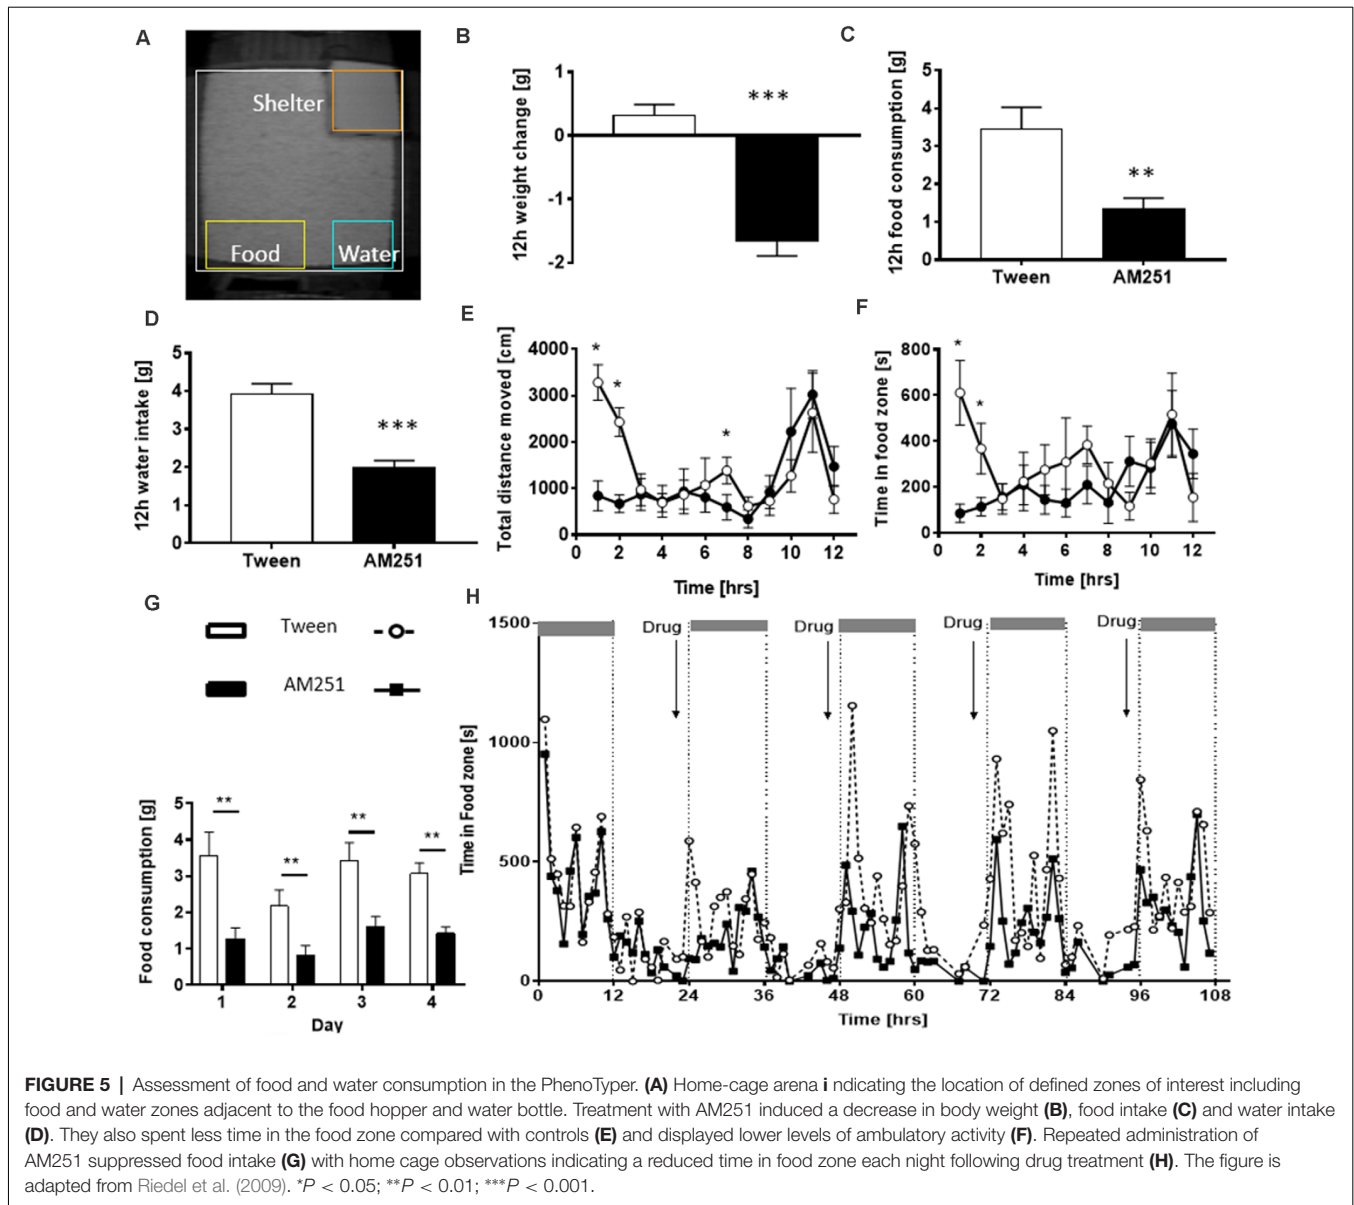 A
Shelter
Food
Water
B
12h weight change [g]
1
0
-1
-2
***
C
12h food consumption [g]
5
4
3
2
1
0
**
Tween
AM251
D
12h water intake [g]
5
4
3
2
1
0
***
Tween
AM251
E
Total distance moved [cm]
4000
3000
2000
1000
0
*
*
*
0 2 4 6 8 10 12
Time [hrs]
F
Time in food zone [s]
800
600
400
200
0
*
*
0 2 4 6 8 10 12
Time [hrs]
G
Tween
AM251
Food consumption [g]
5
4
3
2
1
0
**
**
**
**
1 2 3 4
Day
H
Time in Food zone [s]
1500
1000
500
0
Drug
Drug
Drug
Drug
0 12 24 36 48 60 72 84 96 108
Time [hrs]
FIGURE 5 | Assessment of food and water consumption in the PhenoTyper. (A) Home-cage arena i ndicating the location of defined zones of interest including
food and water zones adjacent to the food hopper and water bottle. Treatment with AM251 induced a decrease in body weight (B), food intake (C) and water intake
(D). They also spent less time in the food zone compared with controls (E) and displayed lower levels of ambulatory activity (F). Repeated administration of
AM251 suppressed food intake (G) with home cage observations indicating a reduced time in food zone each night following drug treatment (H). The figure is
adapted from Riedel et al. (2009). *P < 0.05; **P < 0.01; ***P < 0.001.